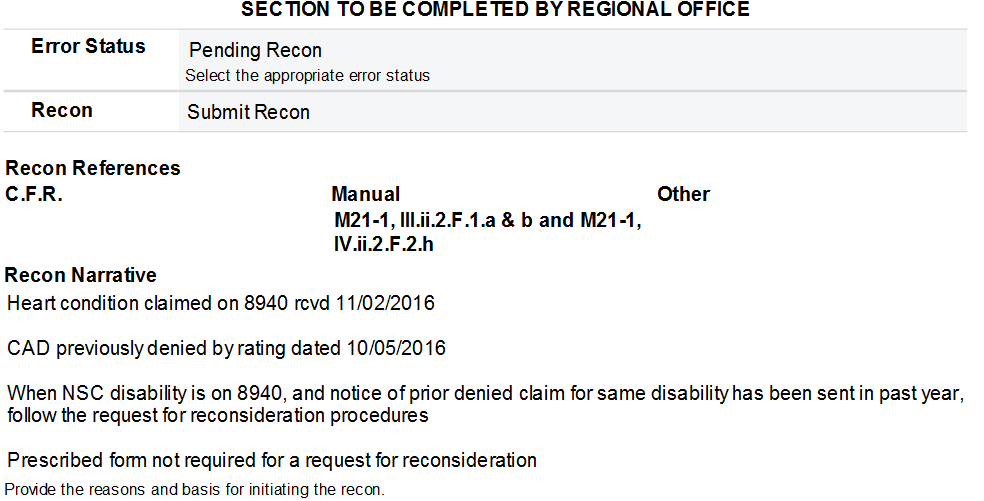 SECTION TO BE COMPLETED BY REGIONAL OFFICE
Error Status
Pending Recon
Select the appropriate error status
Recon
Submit Recon
Recon References
C.F.R. Manual Other
M21-1, III.ii.2.F.1.a & b and M21-1,
IV.ii.2.F.2.h
Recon Narrative
Heart condition claimed on 8940 rcvd 11/02/2016
CAD previously denied by rating dated 10/05/2016
When NSC disability is on 8940, and notice of prior denied claim for same disability has been sent in past year,
follow the request for reconsideration procedures
Prescribed form not required for a request for reconsideration
Provide the reasons and basis for initiating the recon.